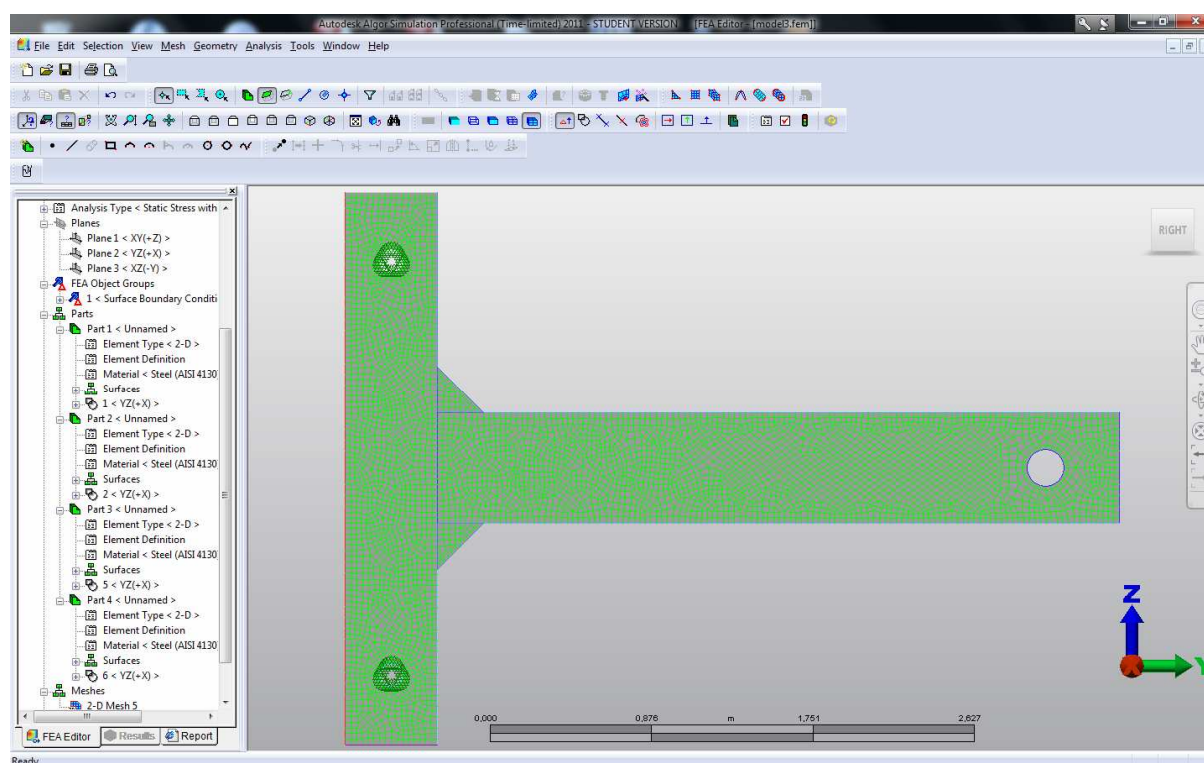 Autodesk Algor Simulation Professional (Time-limited) 2011 - STUDENT VERSION - [FEA Editor - [model3.fem]]
File Edit Selection View Mesh Geometry Analysis Tools Window Help
Analysis Type < Static Stress with
Planes
Plane 1 < XY(+Z) >
Plane 2 < YZ(+X) >
Plane 3 < XZ(-Y) >
FEA Object Groups
1 < Surface Boundary Conditi
Parts
Part 1 < Unnamed >
Element Type < 2-D >
Element Definition
Material < Steel (AISI 4130
Surfaces
1 < YZ(+X) >
Part 2 < Unnamed >
Element Type < 2-D >
Element Definition
Material < Steel (AISI 4130
Surfaces
2 < YZ(+X) >
Part 3 < Unnamed >
Element Type < 2-D >
Element Definition
Material < Steel (AISI 4130
Surfaces
5 < YZ(+X) >
Part 4 < Unnamed >
Element Type < 2-D >
Element Definition
Material < Steel (AISI 4130
Surfaces
6 < YZ(+X) >
Meshes
2-D Mesh 5
FEA Editor Results Report
Ready
RIGHT
Z
Y
0,000 0,876 m 1,751 2,627